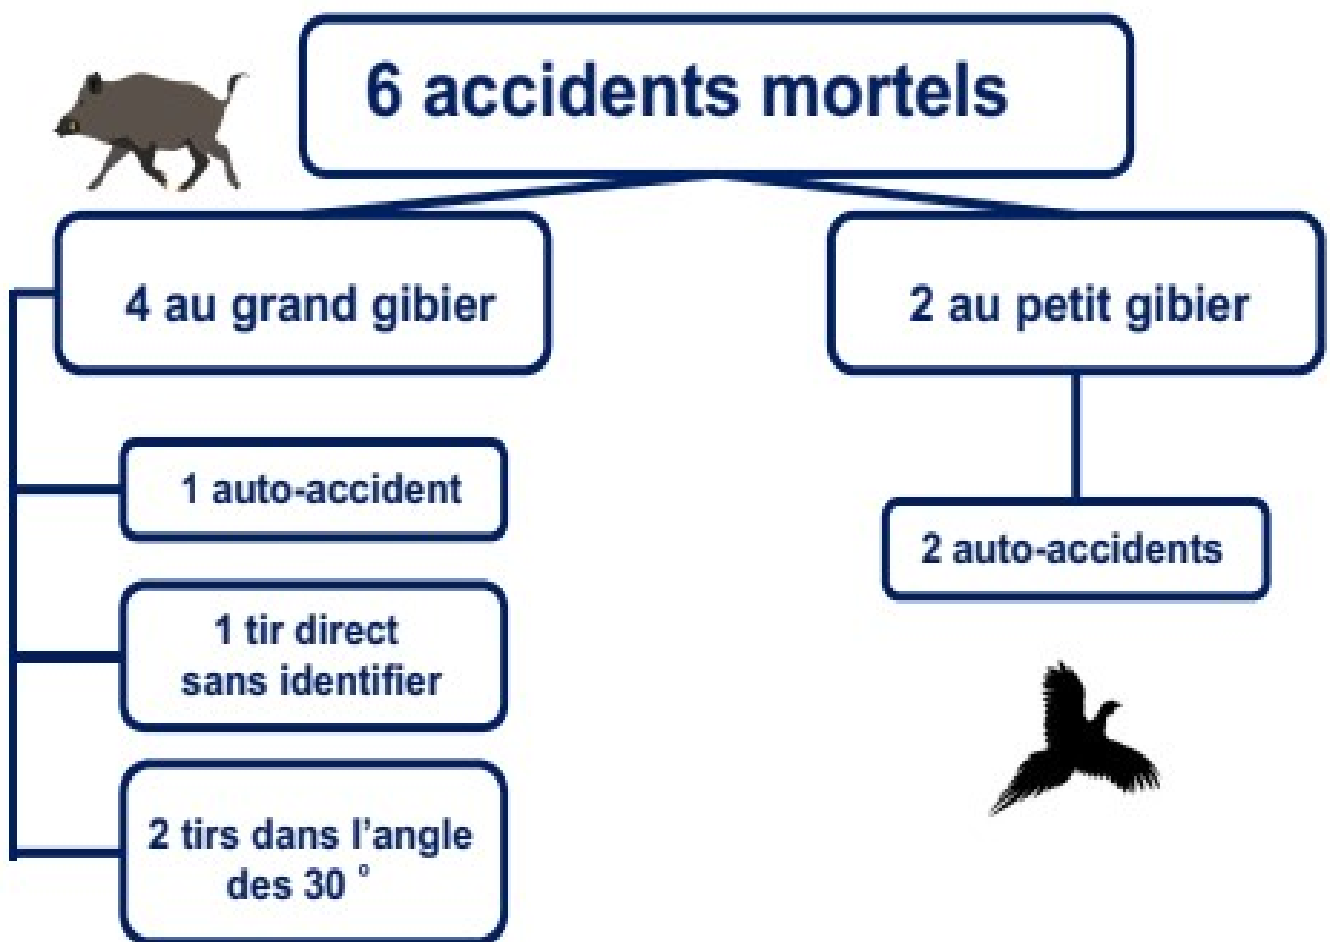 6 accidents mortels
4 au grand gibier
2 au petit gibier
1 auto-accident
2 auto-accidents
1 tir direct
sans identifier
2 tirs dans l'angle
des 30 °